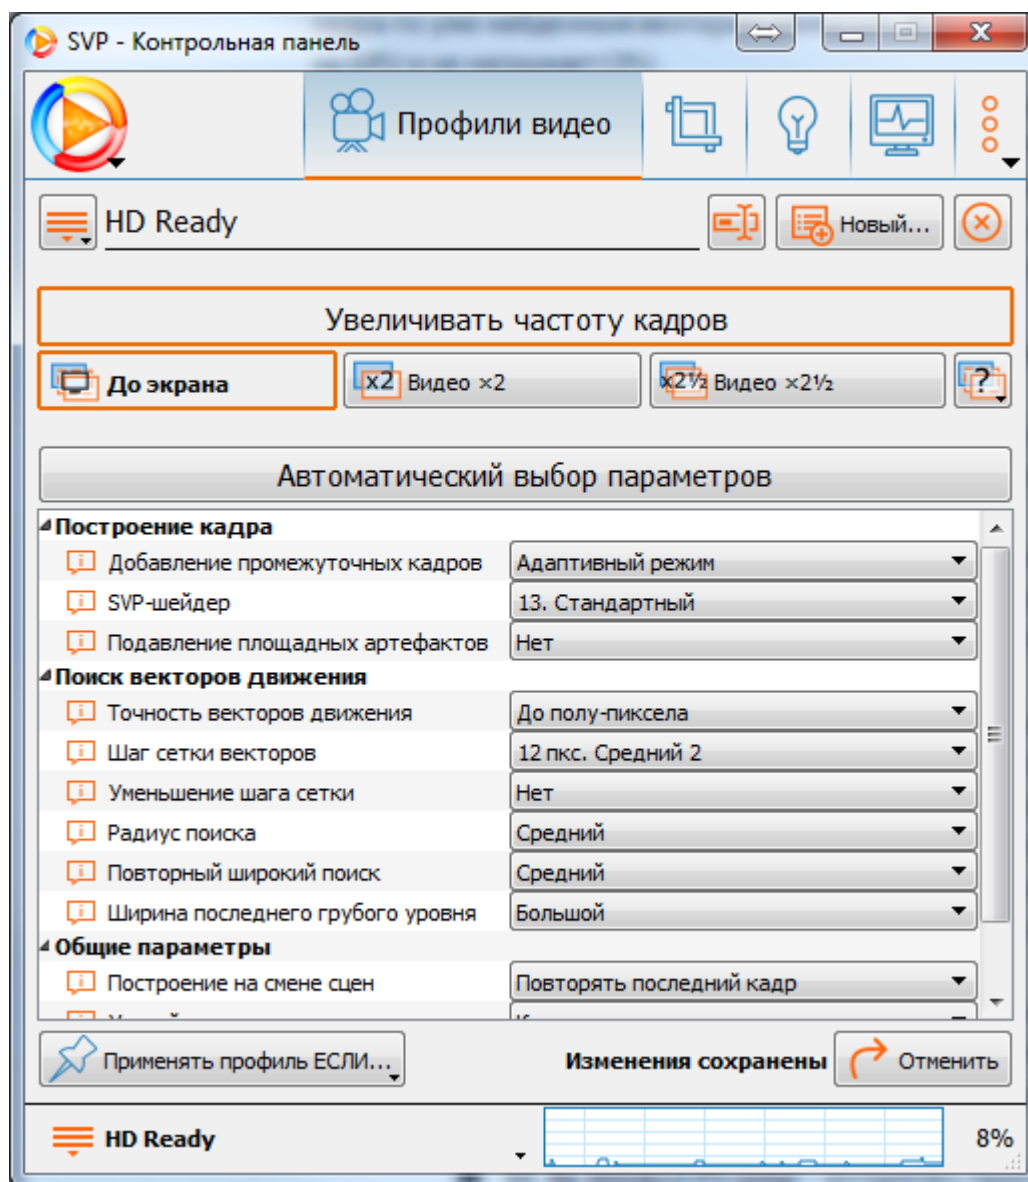 SVP - Контрольная панель
Профили видео
HD Ready
Новый...
Увеличивать частоту кадров
До экрана
x2 Видео ×2
x2½ Видео ×2½
?
Автоматический выбор параметров
Построение кадра
Добавление промежуточных кадров Адаптивный режим
SVP-шейдер 13. Стандартный
Подавление площадных артефактов Нет
Поиск векторов движения
Точность векторов движения До полу-пиксела
Шаг сетки векторов 12 пкс. Средний 2
Уменьшение шага сетки Нет
Радиус поиска Средний
Повторный широкий поиск Средний
Ширина последнего грубого уровня Большой
Общие параметры
Построение на смене сцен Повторять последний кадр
Применять профиль ЕСЛИ...
Изменения сохранены
Отменить
HD Ready
8%